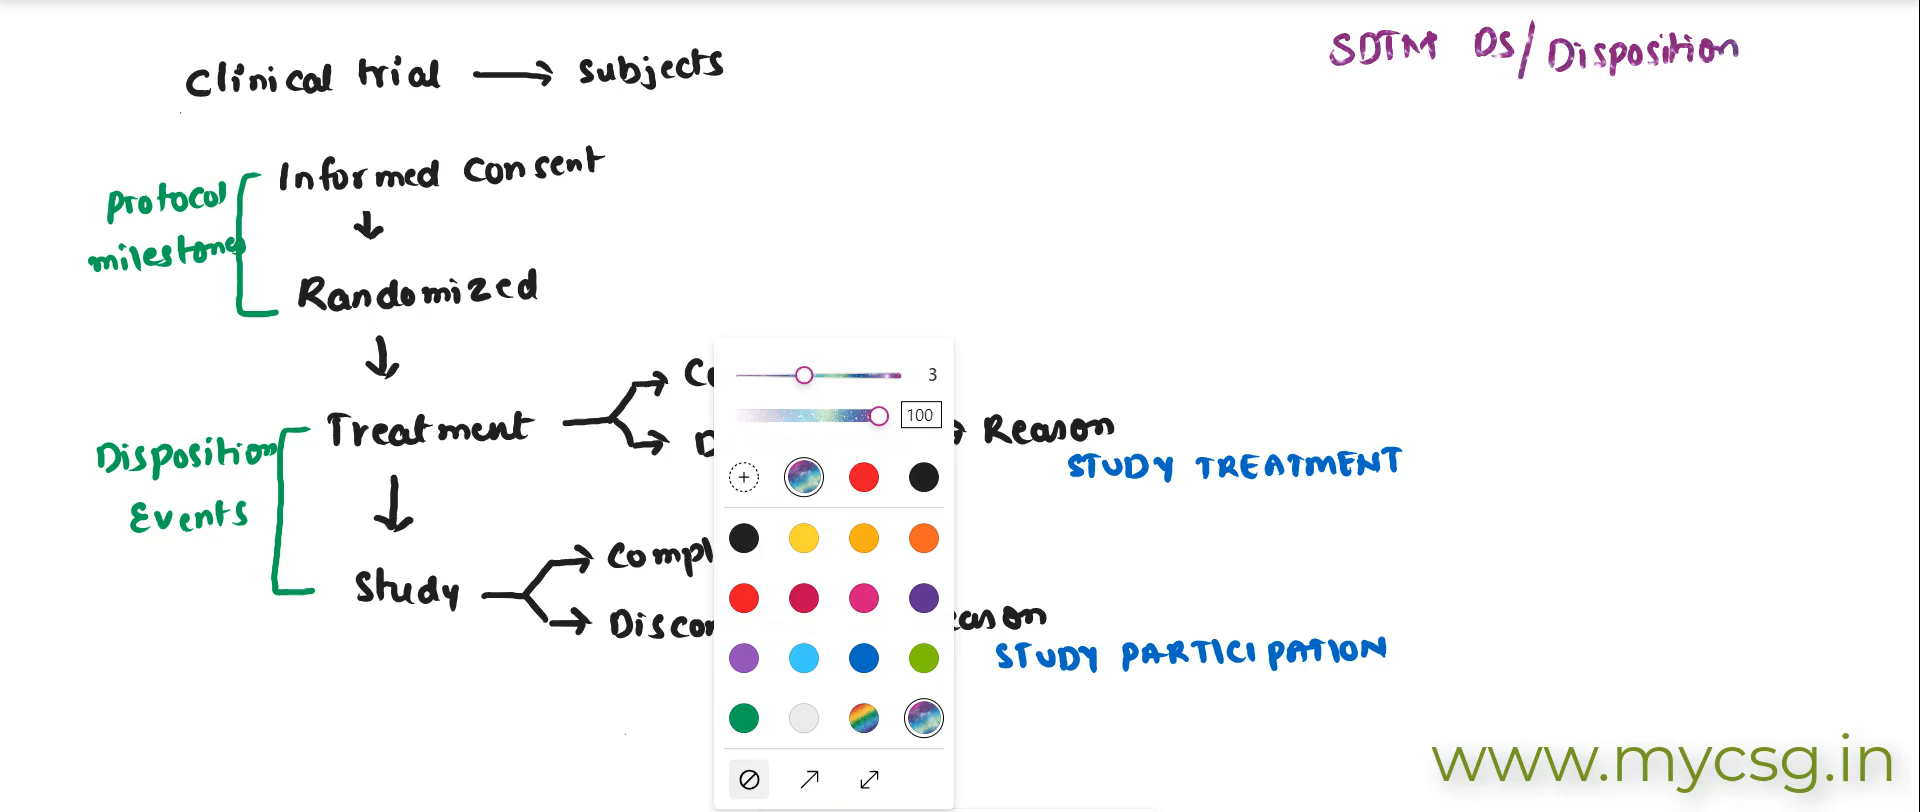 SDTM DS/Disposition
Clinical trial → subjects
Informed consent
Protocol
milestones
Randomized
3
100
Treatment
Reason
STUDY TREATMENT
Disposition
Events
Study
Reason
STUDY PARTICIPATION
www.mycsg.in